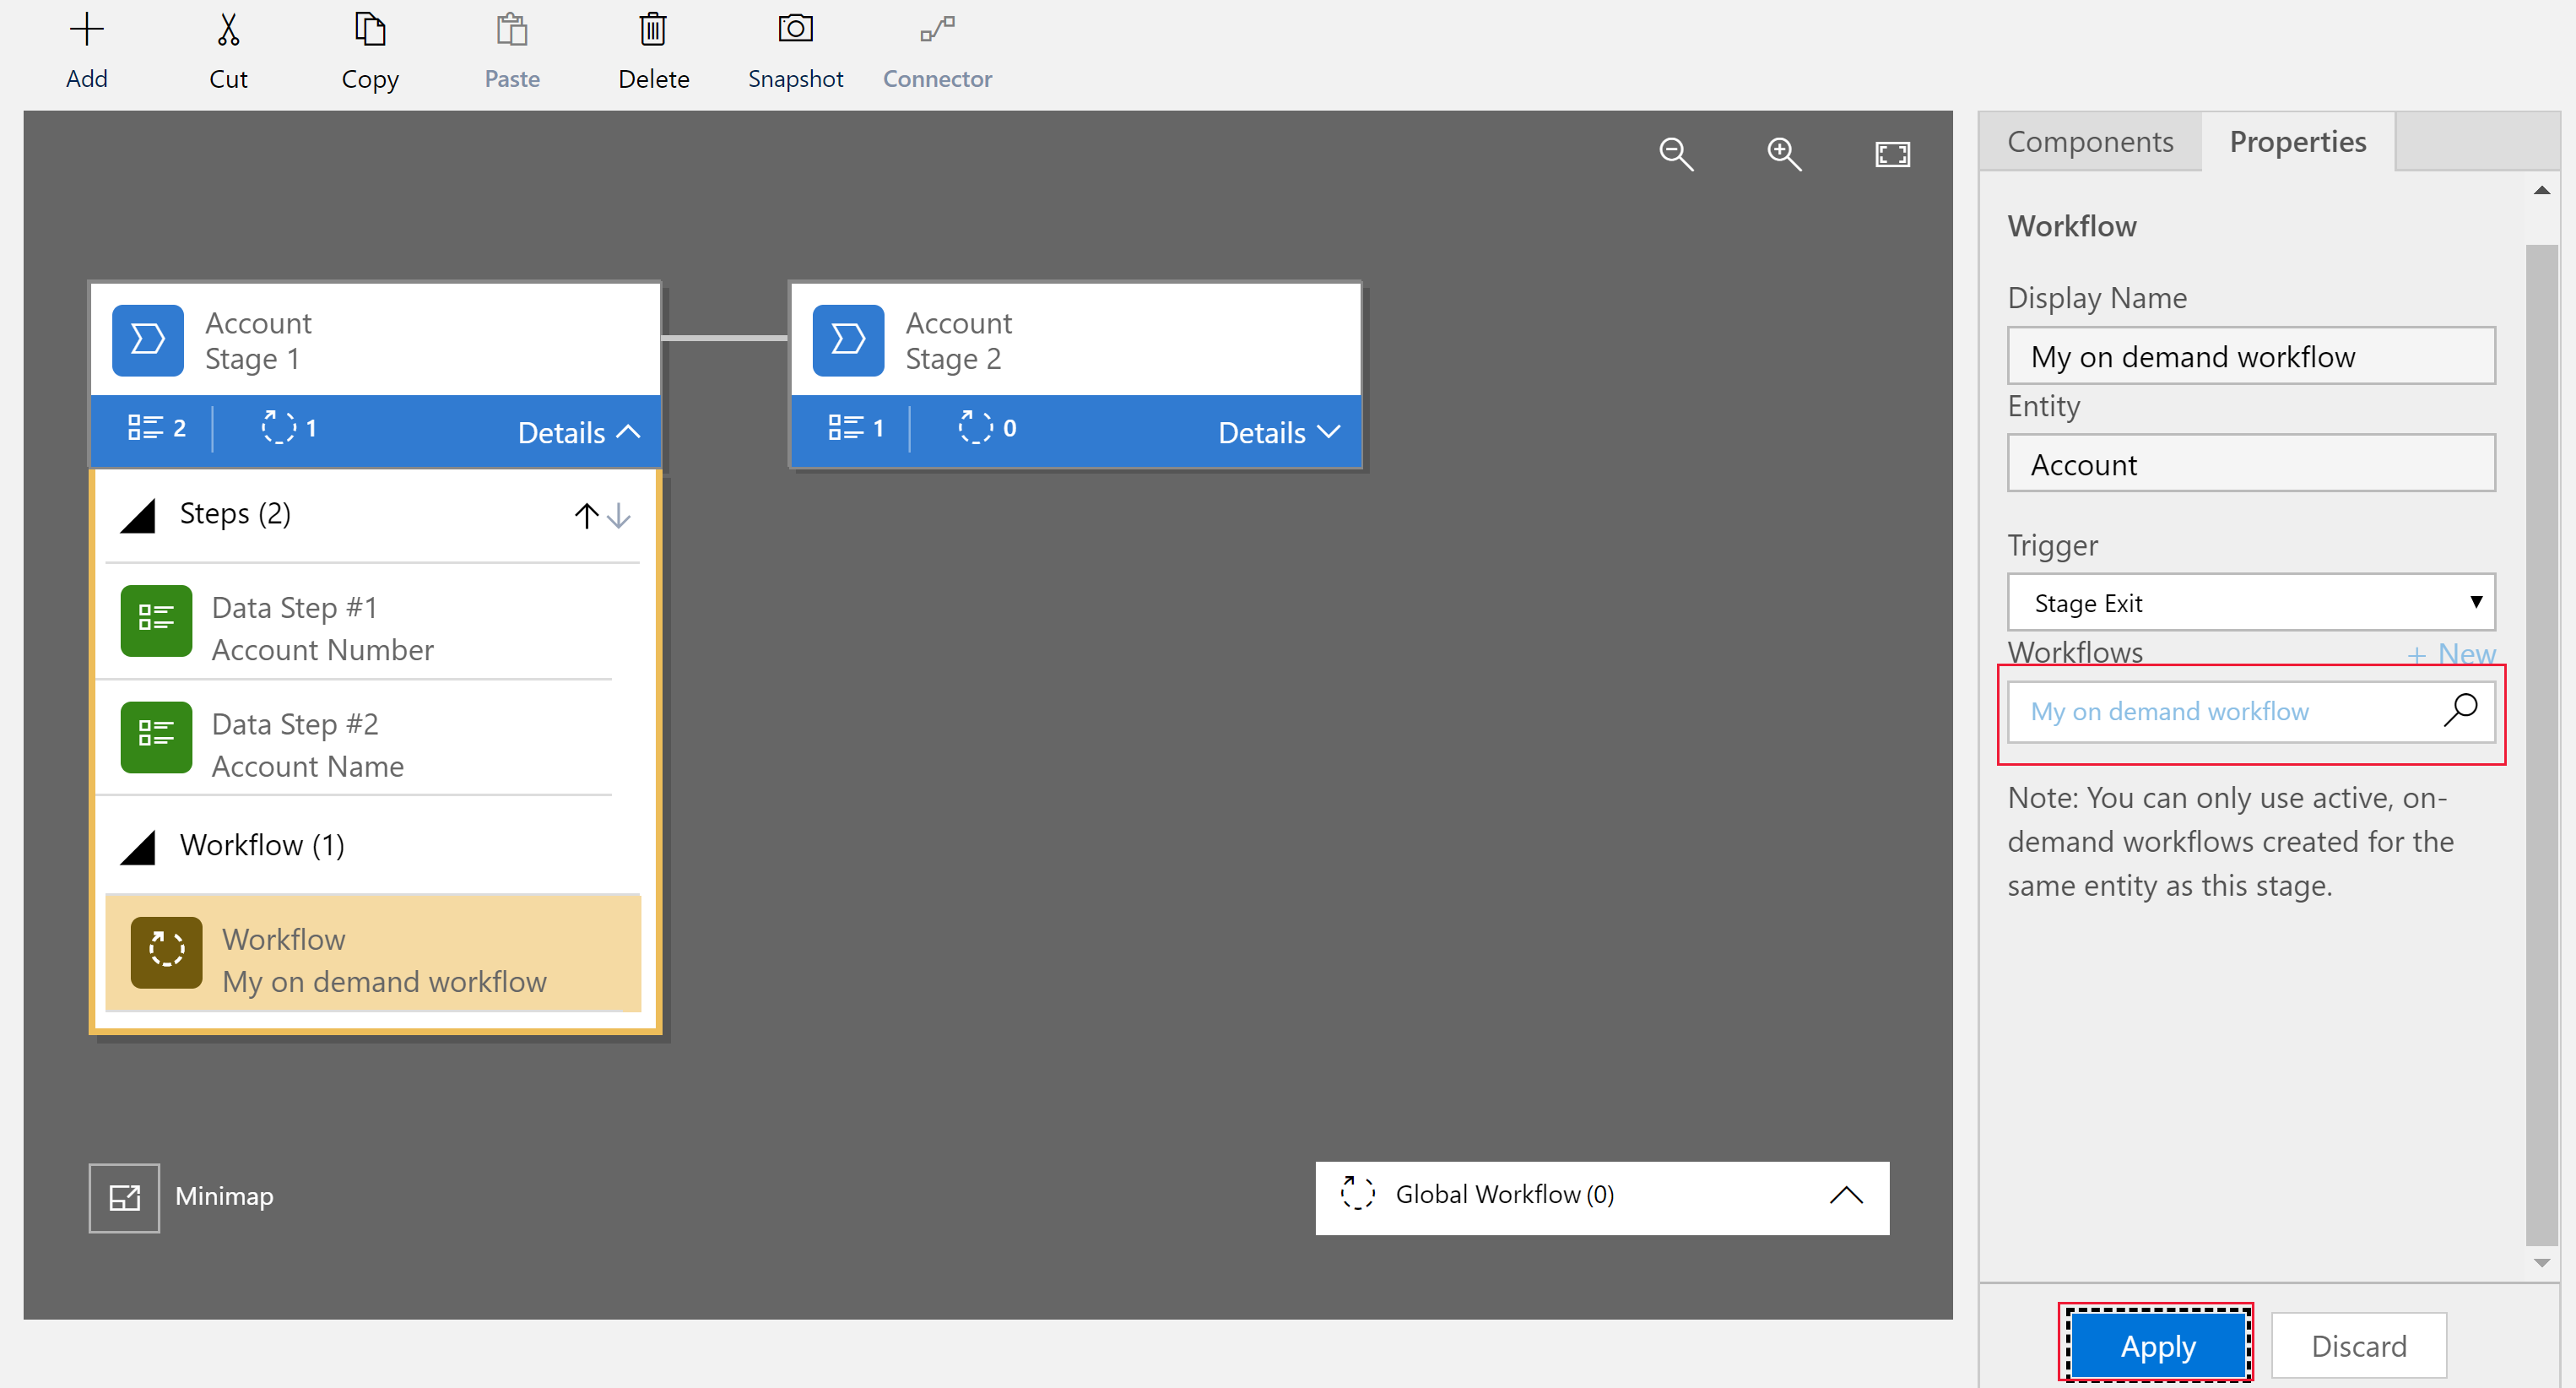 Add
Cut
Copy
Paste
Delete
Snapshot
Connector
Components
Properties
Workflow
Display Name
My on demand workflow
Entity
Account
Trigger
Stage Exit
Workflows
+ New
My on demand workflow
Note: You can only use active, on-
demand workflows created for the
same entity as this stage.
Apply
Discard
Account
Stage 1
2
1
Details
Steps (2)
Data Step #1
Account Number
Data Step #2
Account Name
Workflow (1)
Workflow
My on demand workflow
Account
Stage 2
1
0
Details
Minimap
Global Workflow (0)